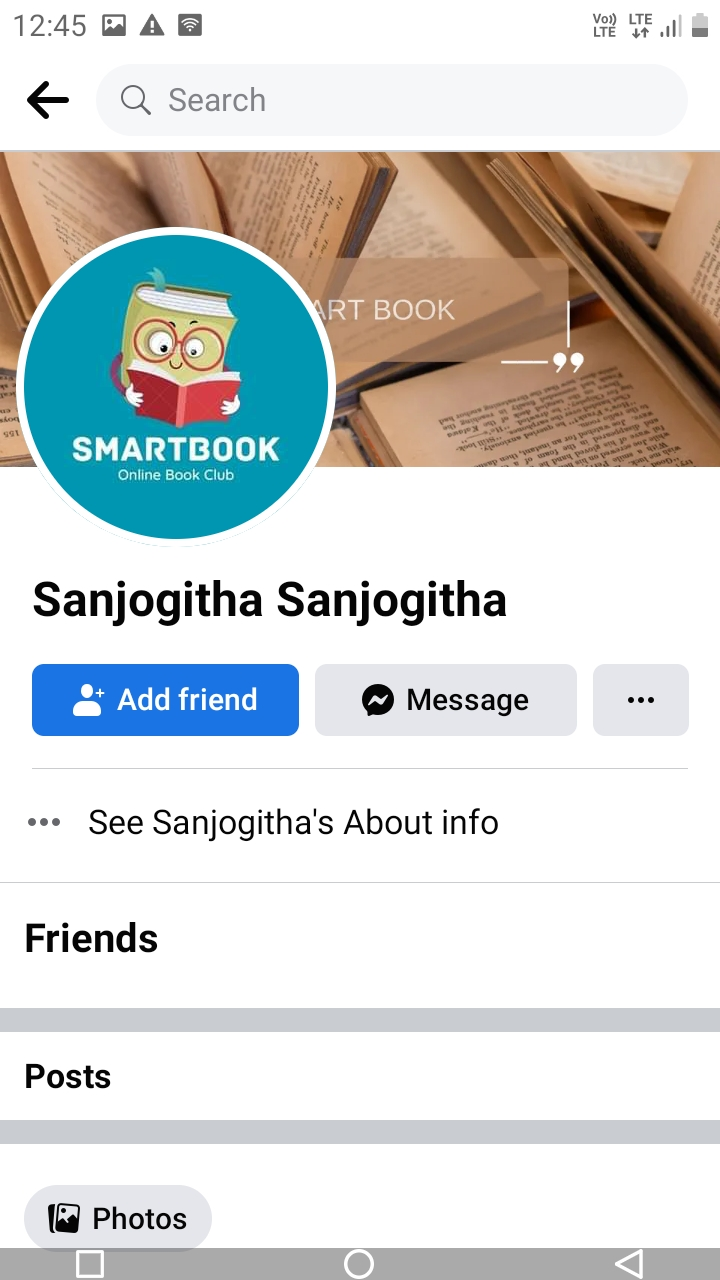 12:45
Vo)) LTE LTE
Search
ART BOOK
SMARTBOOK
Online Book Club
Sanjogitha Sanjogitha
Add friend
Message
See Sanjogitha's About info
Friends
Posts
Photos